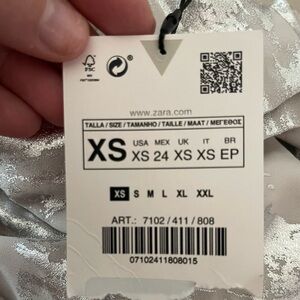 FSC
www.zara.com
TALLA / SIZE / TAMANHO / TAILLE / MAAT / ΜΕΓΕΘΟΣ
XS
USA MEX UK IT BR
XS 24 XS XS EP
XS S M L XL XXL
ART.: 7102 / 411 / 808
07102411808015